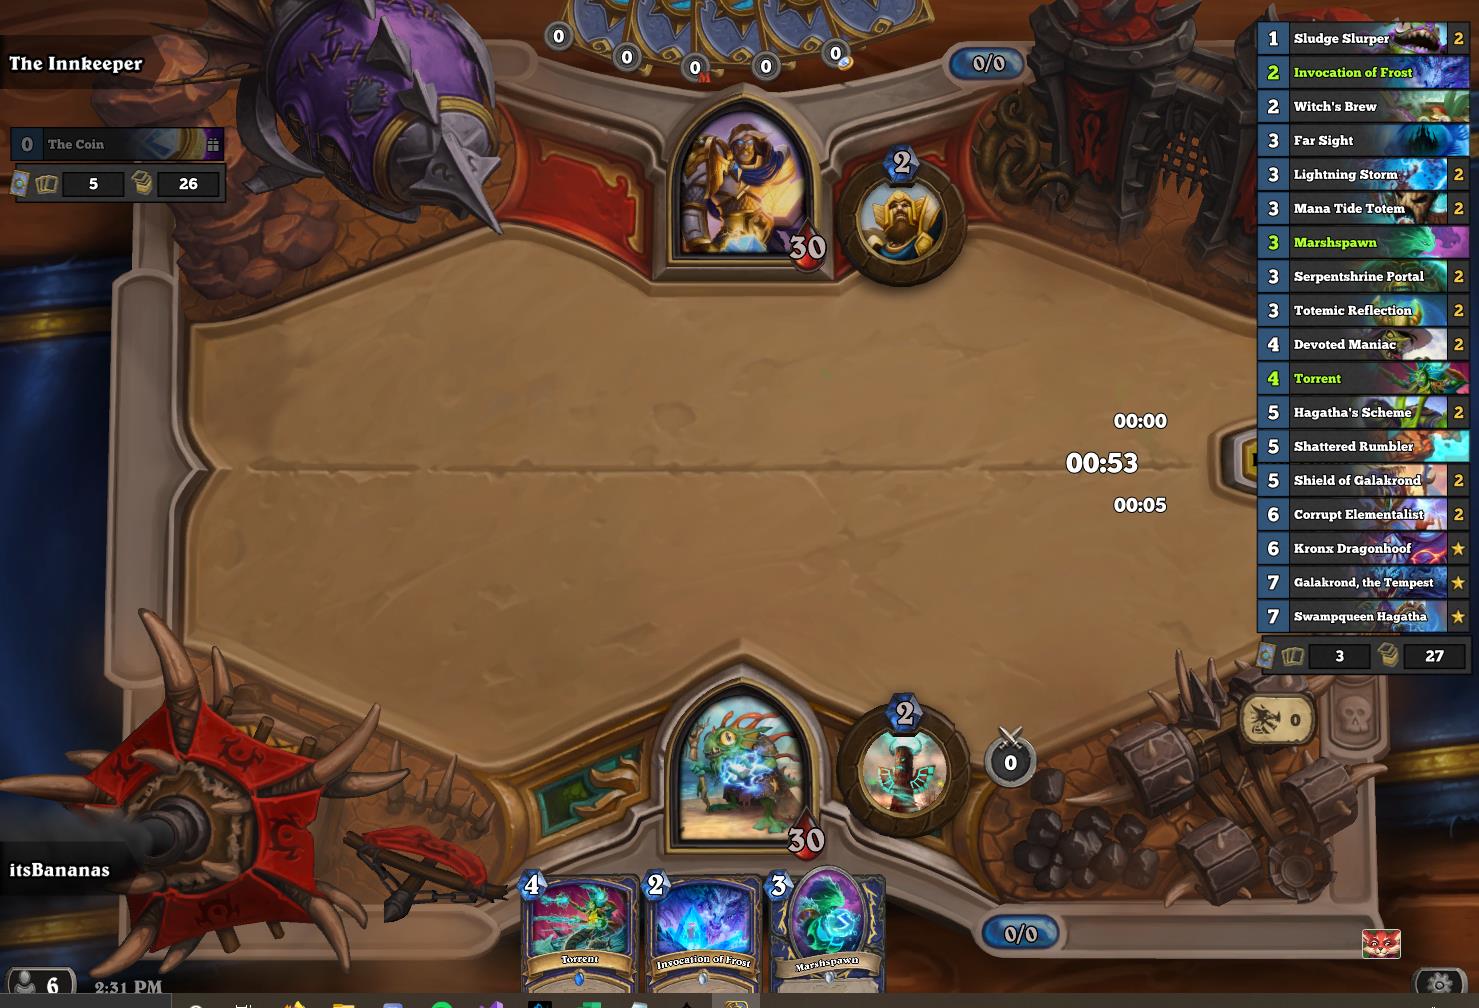 The Innkeeper
0 The Coin
5 26
0 0 0 0 0
M
0/0
2
30
1 Sludge Slurper 2
2 Invocation of Frost
2 Witch's Brew
3 Far Sight
3 Lightning Storm 2
3 Mana Tide Totem 2
3 Marshspawn
3 Serpentshrine Portal 2
3 Totemic Reflection 2
4 Devoted Maniac 2
4 Torrent
5 Hagatha's Scheme 2
5 Shattered Rumbler
5 Shield of Galakrond 2
6 Corrupt Elementalist 2
6 Kronx Dragonhoof
7 Galakrond, the Tempest
7 Swampqueen Hagatha
3 27
00:00
00:53
00:05
2
0
0
30
itsBananas
4 Torrent
2 Invocation of Frost
3 Marshspawn
0/0
6
2:31 PM